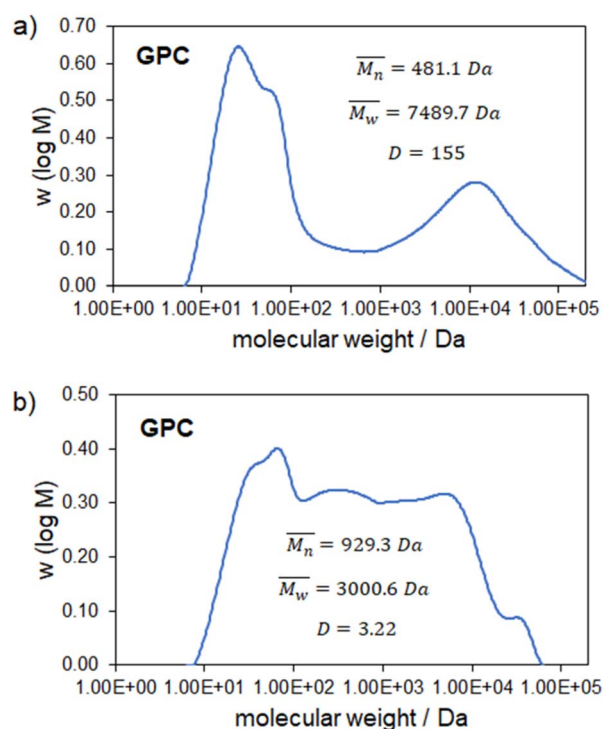 a)
0.70
0.60
0.50
0.40
0.30
0.20
0.10
0.00
w (log M)
GPC
Mn = 481.1 Da
Mw = 7489.7 Da
D = 155
1.00E+00 1.00E+01 1.00E+02 1.00E+03 1.00E+04 1.00E+05
molecular weight / Da
b)
0.50
0.40
0.30
0.20
0.10
0.00
w (log M)
GPC
Mn = 929.3 Da
Mw = 3000.6 Da
D = 3.22
1.00E+00 1.00E+01 1.00E+02 1.00E+03 1.00E+04 1.00E+05
molecular weight / Da